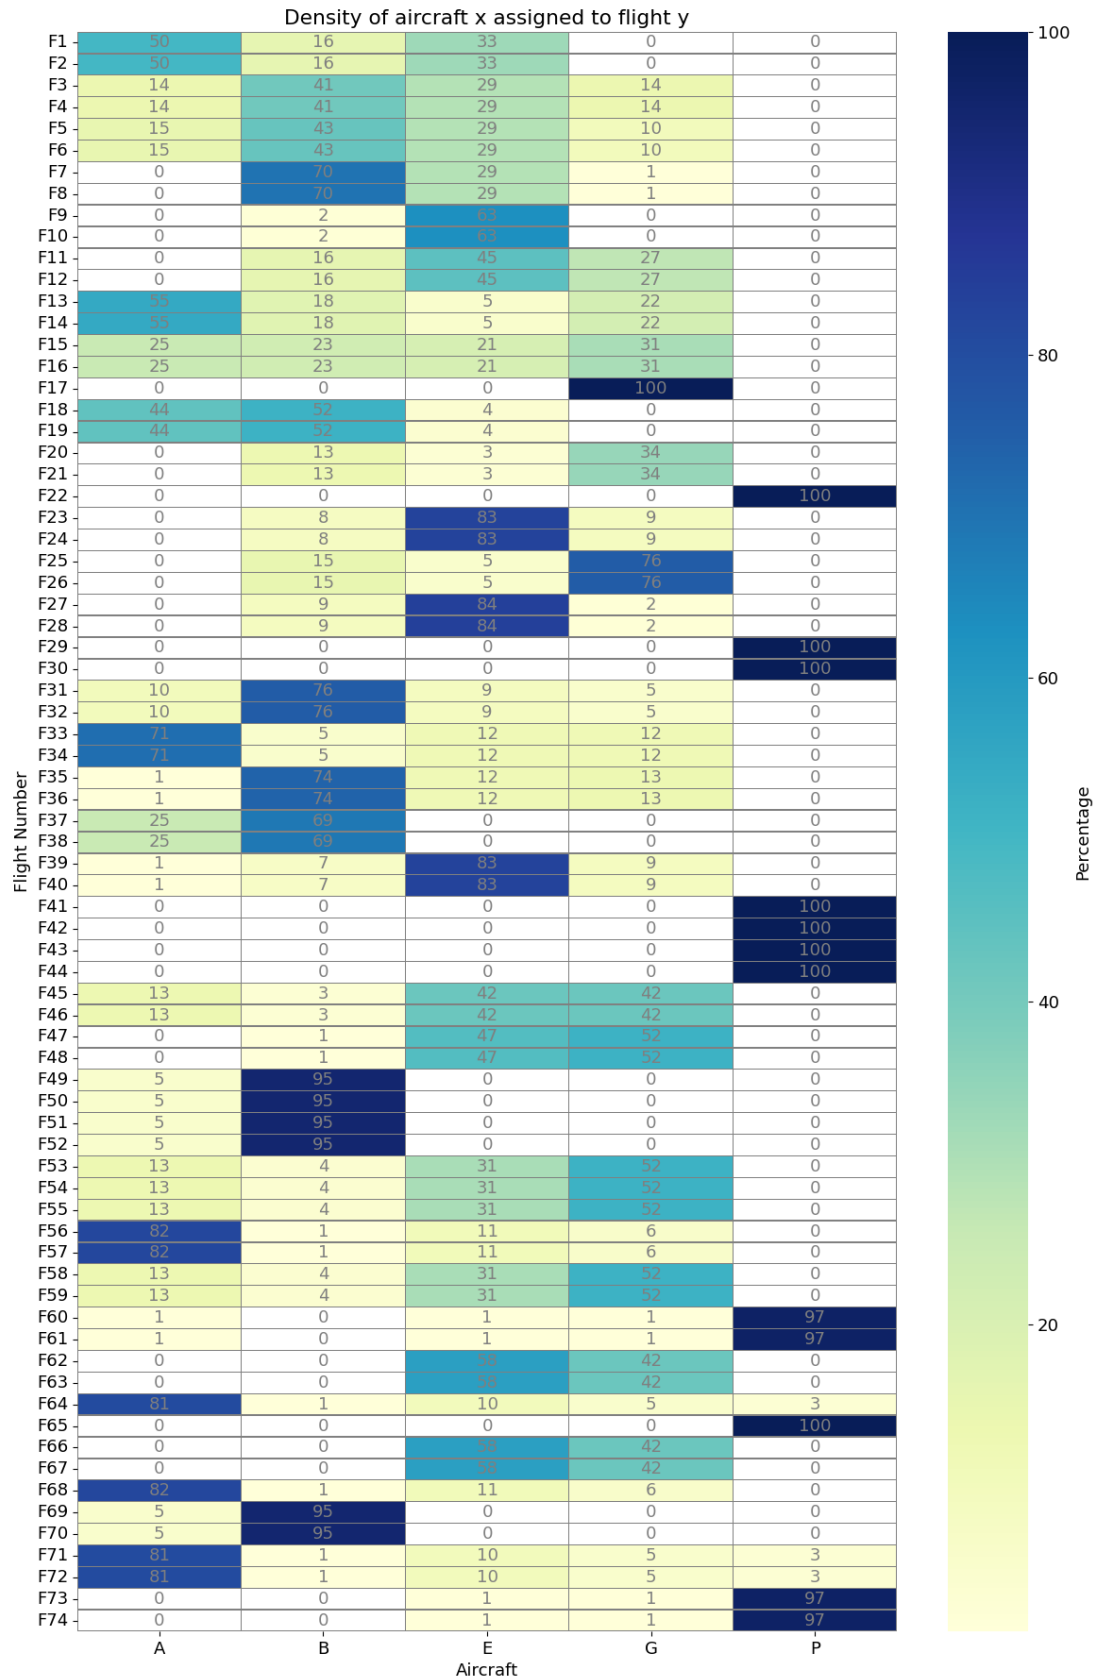 Density of aircraft x assigned to flight y
F1 50 16 33 0 0
F2 50 16 33 0 0
F3 14 41 29 14 0
F4 14 41 29 14 0
F5 15 43 29 10 0
F6 15 43 29 10 0
F7 0 70 29 1 0
F8 0 70 29 1 0
F9 0 2 63 0 0
F10 0 2 63 0 0
F11 0 16 45 27 0
F12 0 16 45 27 0
F13 55 18 5 22 0
F14 55 18 5 22 0
F15 25 23 21 31 0
F16 25 23 21 31 0
F17 0 0 0 100 0
F18 44 52 4 0 0
F19 44 52 4 0 0
F20 0 13 3 34 0
F21 0 13 3 34 0
F22 0 0 0 0 100
F23 0 8 83 9 0
F24 0 8 83 9 0
F25 0 15 5 76 0
F26 0 15 5 76 0
F27 0 9 84 2 0
F28 0 9 84 2 0
F29 0 0 0 0 100
F30 0 0 0 0 100
F31 10 76 9 5 0
F32 10 76 9 5 0
F33 71 5 12 12 0
F34 71 5 12 12 0
F35 1 74 12 13 0
F36 1 74 12 13 0
F37 25 69 0 0 0
F38 25 69 0 0 0
F39 1 7 83 9 0
F40 1 7 83 9 0
F41 0 0 0 0 100
F42 0 0 0 0 100
F43 0 0 0 0 100
F44 0 0 0 0 100
F45 13 3 42 42 0
F46 13 3 42 42 0
F47 0 1 47 52 0
F48 0 1 47 52 0
F49 5 95 0 0 0
F50 5 95 0 0 0
F51 5 95 0 0 0
F52 5 95 0 0 0
F53 13 4 31 52 0
F54 13 4 31 52 0
F55 13 4 31 52 0
F56 82 1 11 6 0
F57 82 1 11 6 0
F58 13 4 31 52 0
F59 13 4 31 52 0
F60 1 0 1 1 97
F61 1 0 1 1 97
F62 0 0 58 42 0
F63 0 0 58 42 0
F64 81 1 10 5 3
F65 0 0 0 0 100
F66 0 0 58 42 0
F67 0 0 58 42 0
F68 82 1 11 6 0
F69 5 95 0 0 0
F70 5 95 0 0 0
F71 81 1 10 5 3
F72 81 1 10 5 3
F73 0 0 1 1 97
F74 0 0 1 1 97
A B E G P
Aircraft
Flight Number
100
80
60
40
20
Percentage